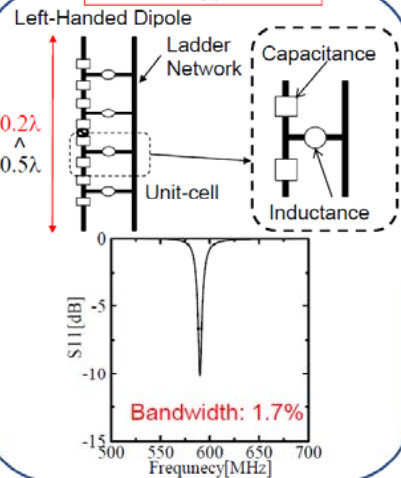 Left-Handed Dipole
Ladder
Network
Capacitance
0.2λ
^
0.5λ
Unit-cell
Inductance
0
-5
-10
-15
S11[dB]
Bandwidth: 1.7%
500 550 600 650 700
Frequnecy[MHz]